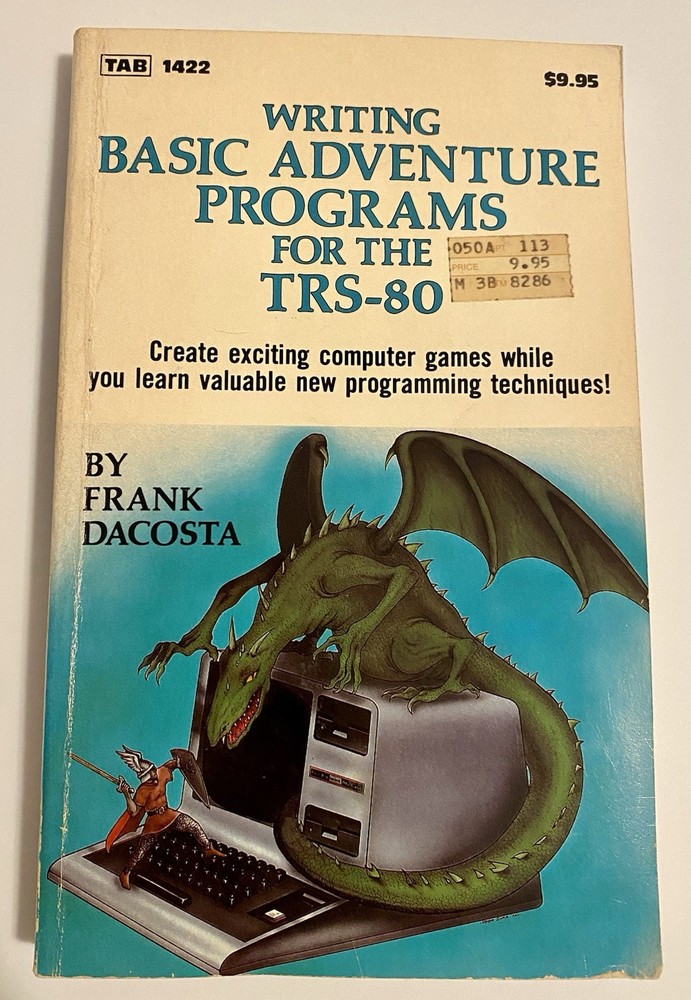 TAB 1422
$9.95
WRITING
BASIC ADVENTURE
PROGRAMS
FOR THE
TRS-80
050A PT 113
PRICE 9.95
M 3B 8286
Create exciting computer games while
you learn valuable new programming techniques!
BY
FRANK
DACOSTA